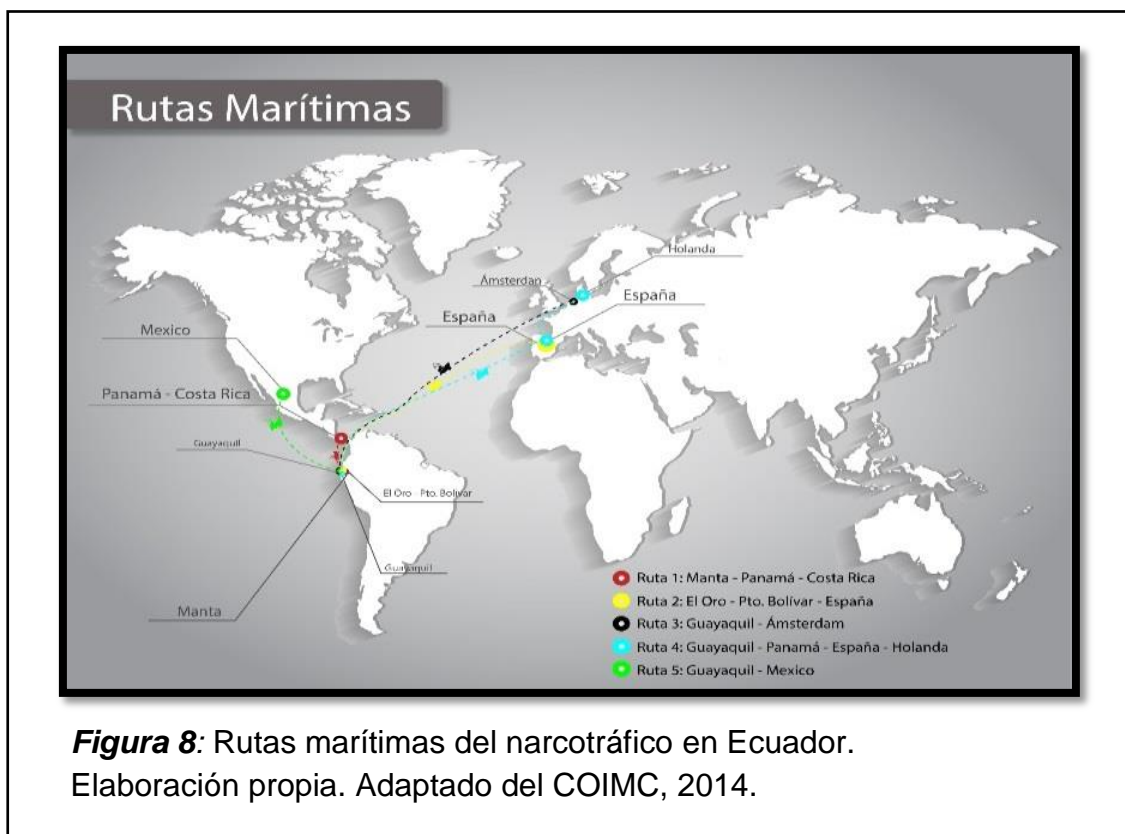 Rutas Marítimas
Holanda
Ámsterdan
España
España
Mexico
Panamá - Costa Rica
Guayaquil
El Oro - Pto. Bolívar
Guayaquil
Manta
Ruta 1: Manta - Panamá - Costa Rica
Ruta 2: El Oro - Pto. Bolívar - España
Ruta 3: Guayaquil - Ámsterdam
Ruta 4: Guayaquil - Panamá - España - Holanda
Ruta 5: Guayaquil - Mexico
Figura 8: Rutas marítimas del narcotráfico en Ecuador.
Elaboración propia. Adaptado del COIMC, 2014.